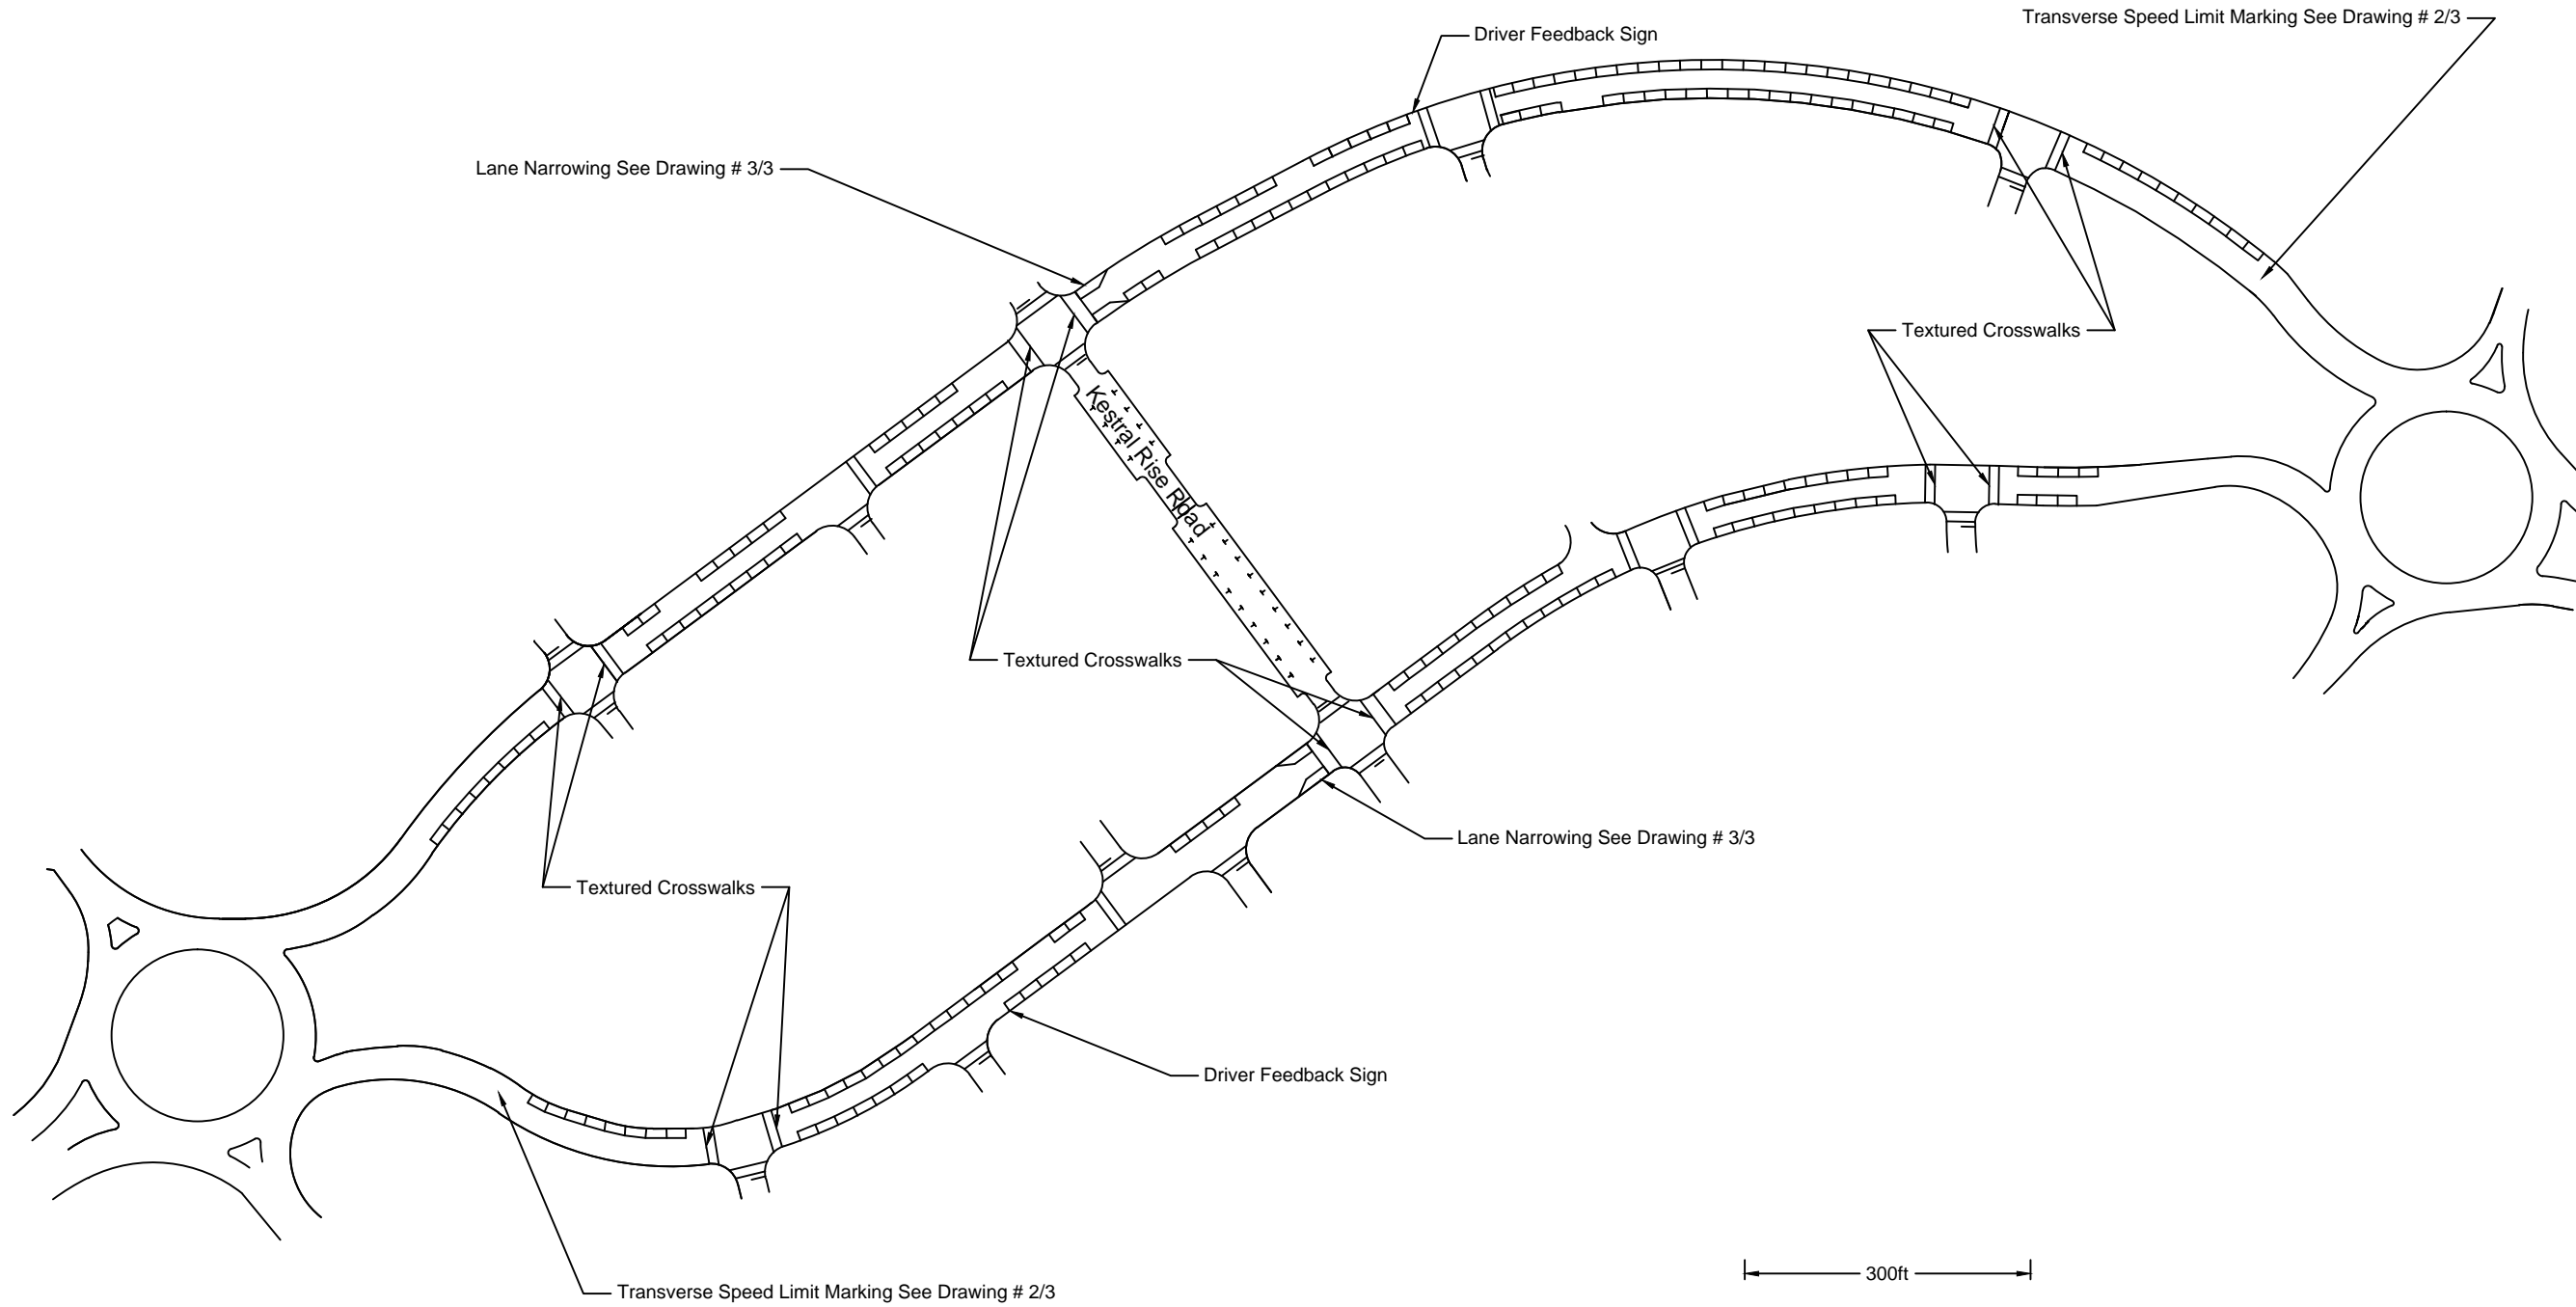 Transverse Speed Limit Marking See Drawing # 2/3
Driver Feedback Sign
Lane Narrowing See Drawing # 3/3
Textured Crosswalks
Kestral Rise Road
Textured Crosswalks
Lane Narrowing See Drawing # 3/3
Textured Crosswalks
Driver Feedback Sign
300ft
Transverse Speed Limit Marking See Drawing # 2/3